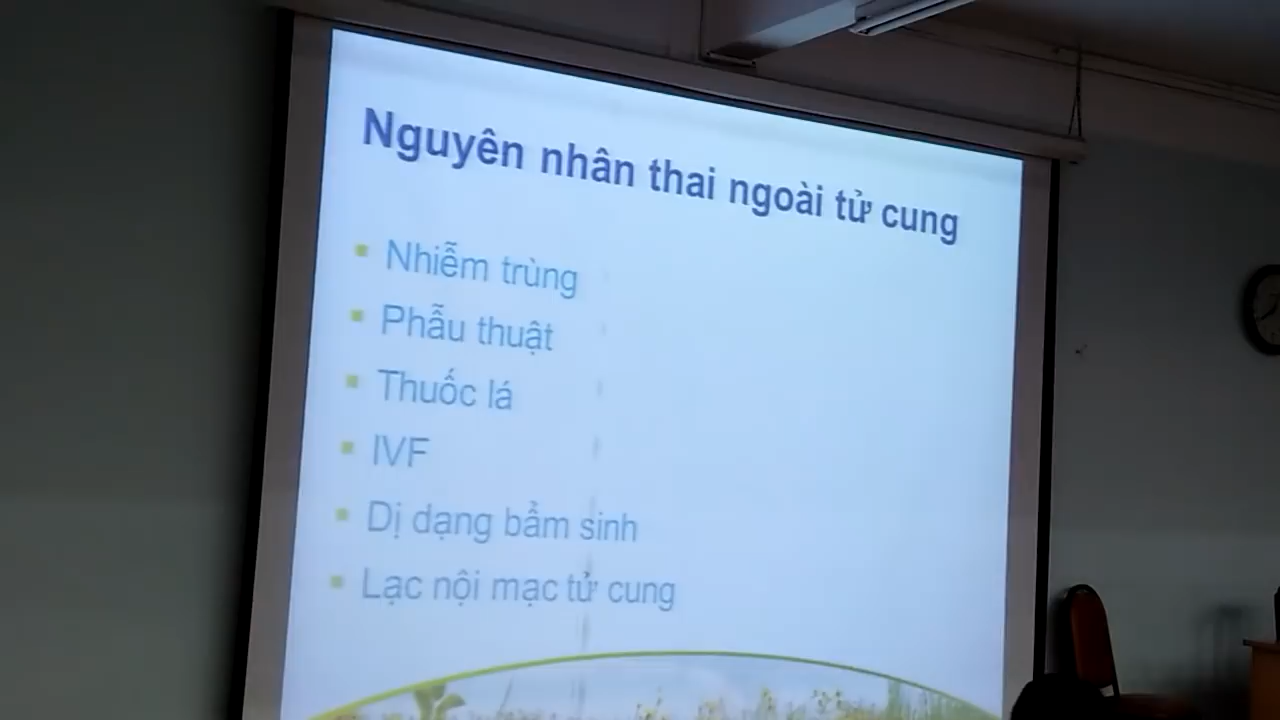 Nguyên nhân thai ngoài tử cung
Nhiễm trùng
Phẫu thuật
Thuốc lá
IVF
Dị dạng bẩm sinh
Lạc nội mạc tử cung